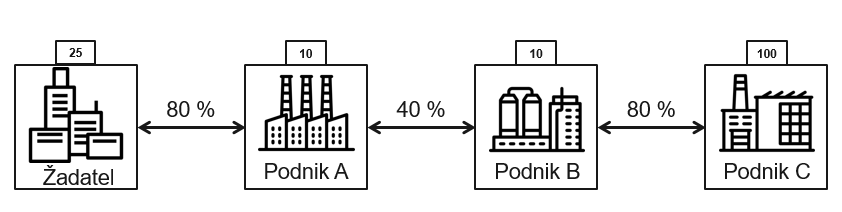 25
10
10
100
80 %
40 %
80 %
Žadatel
Podnik A
Podnik B
Podnik C